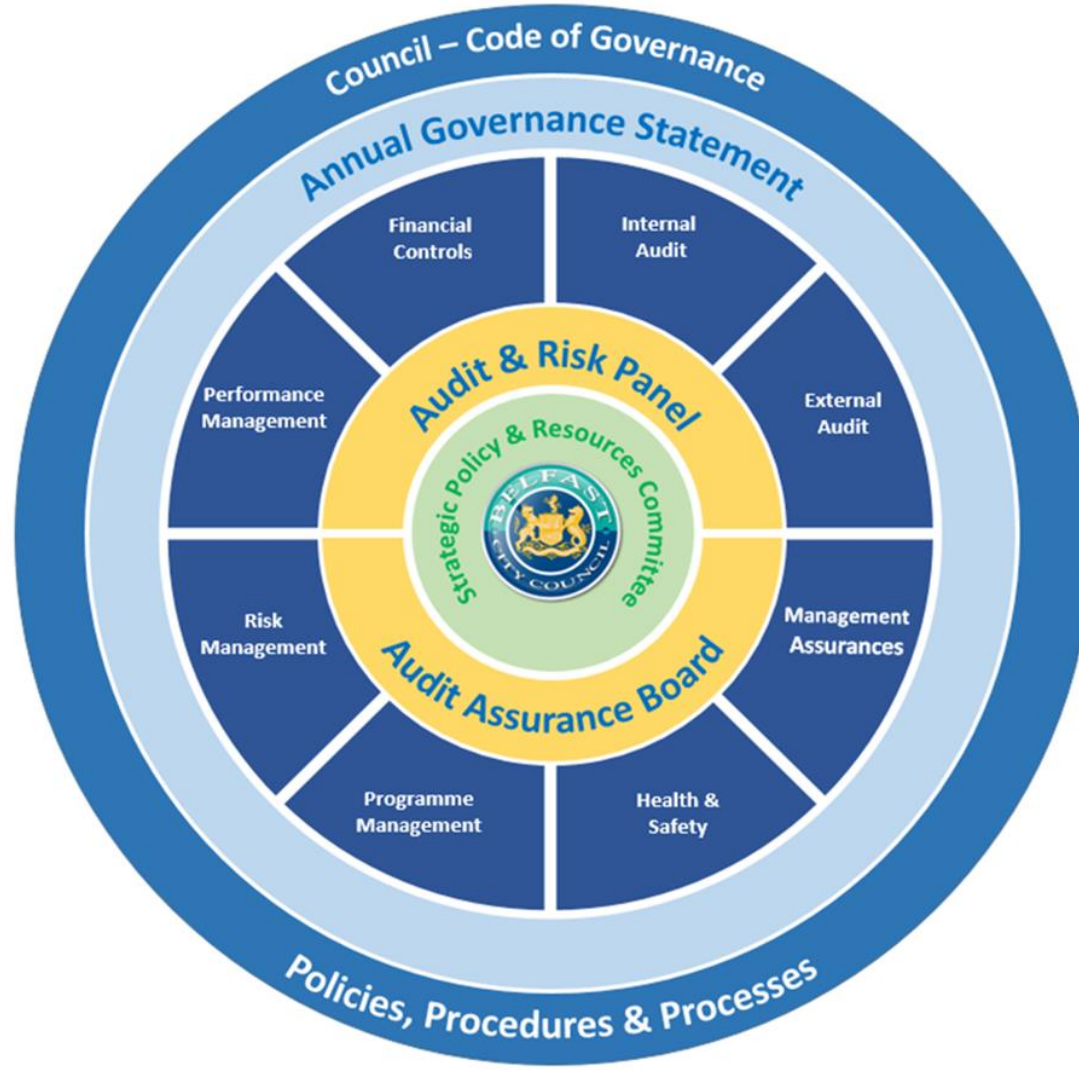 Council – Code of Governance
Annual Governance Statement
Financial
Controls
Internal
Audit
Performance
Management
External
Audit
Audit & Risk Panel
Strategic Policy & Resources Committee
BELFAST
CITY COUNCIL
Risk
Management
Management
Assurances
Audit Assurance Board
Programme
Management
Health &
Safety
Policies, Procedures & Processes